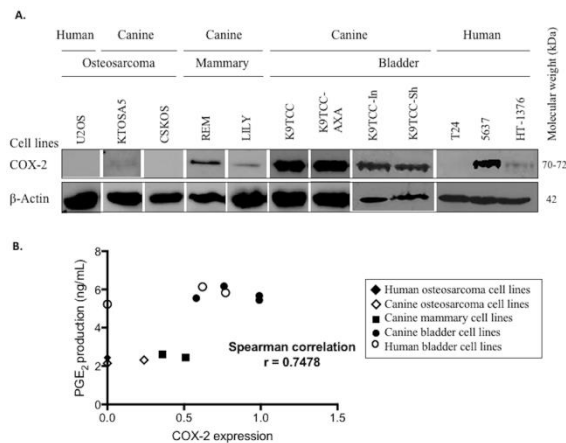 A.
Human Canine Canine Canine Human
Osteosarcoma Mammary Bladder
Cell lines
U2OS
KTOSA5
CSKOS
REM
LILY
K9TCC
K9TCC-
AXA
K9TCC-In
K9TCC-Sh
T24
5637
HT-1376
Molecular weight (kDa)
COX-2 70-72
β-Actin 42
B.
PGE2 production (ng/mL)
8
6
4
2
0
0.0 0.5 1.0 1.5
COX-2 expression
Spearman correlation
r = 0.7478
Human osteosarcoma cell lines
Canine osteosarcoma cell lines
Canine mammary cell lines
Canine bladder cell lines
Human bladder cell lines